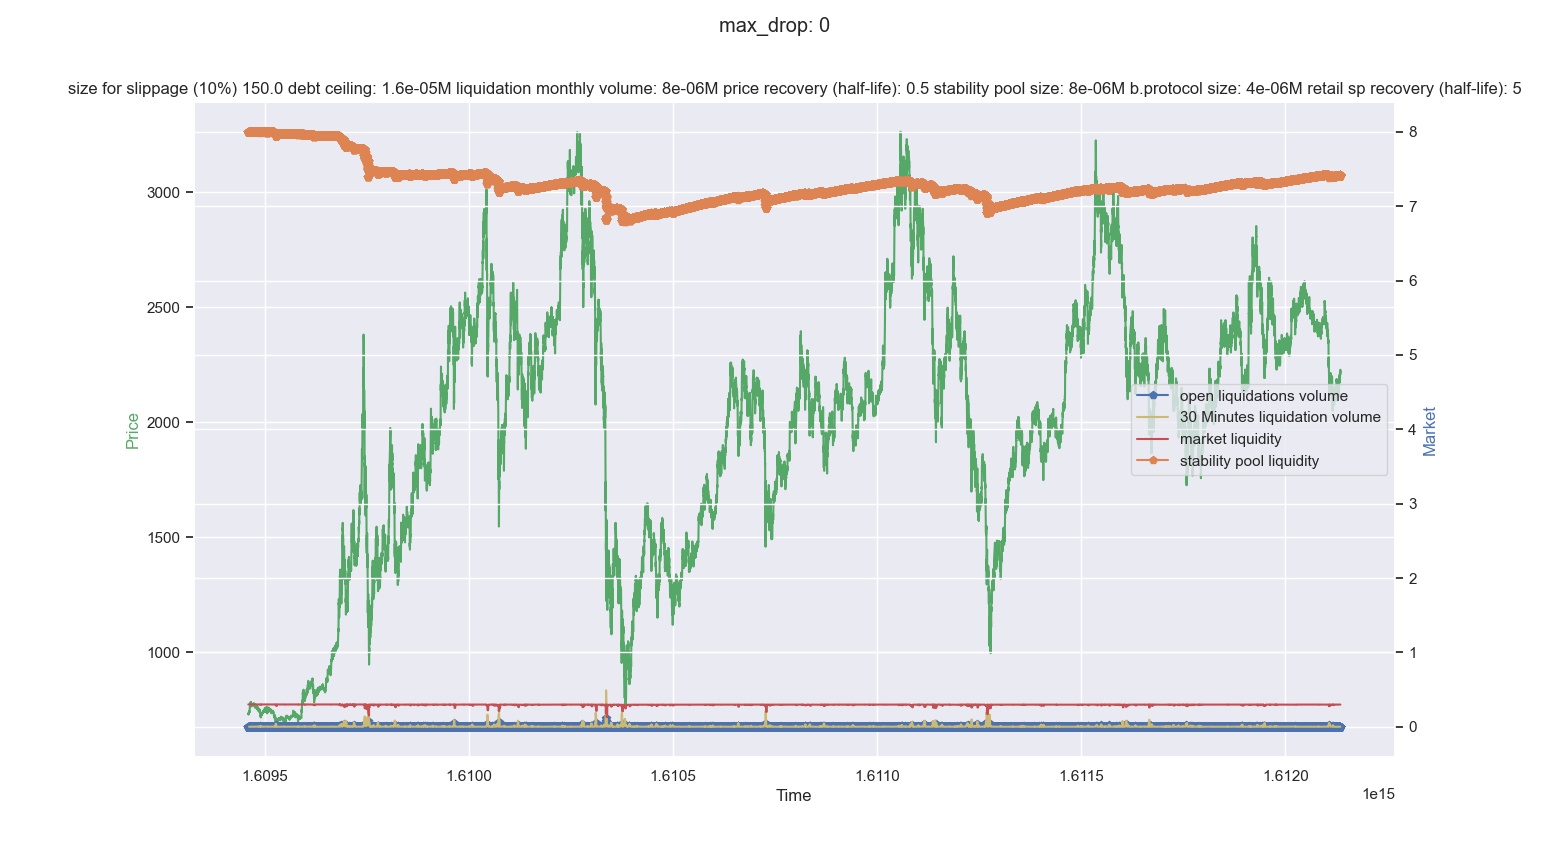 max_drop: 0
size for slippage (10%) 150.0 debt ceiling: 1.6e-05M liquidation monthly volume: 8e-06M price recovery (half-life): 0.5 stability pool size: 8e-06M b.protocol size: 4e-06M retail sp recovery (half-life): 5
8
3000
7
6
2500
5
open liquidations volume
30 Minutes liquidation volume
market liquidity
stability pool liquidity
Price
2000
4
Market
3
1500
2
1000
1
0
1.6095
1.6100
1.6105
1.6110
1.6115
1.6120
Time
1e15